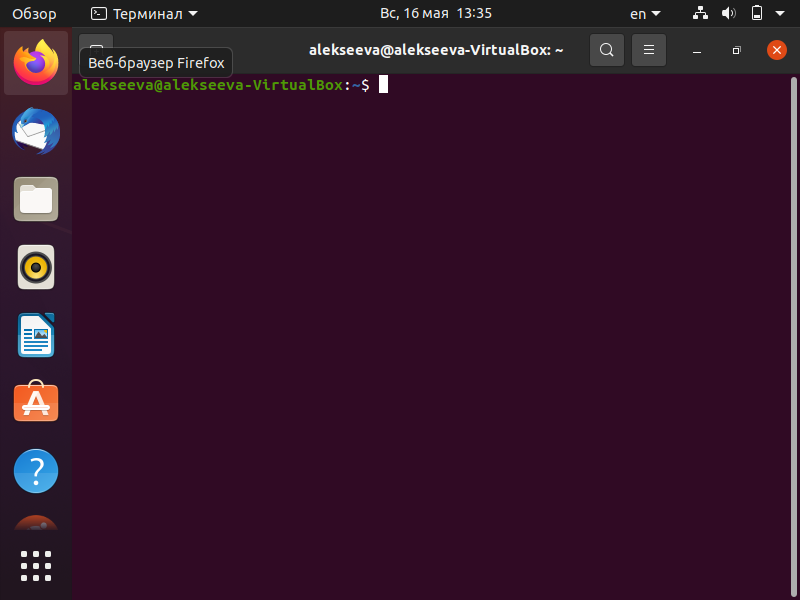 Обзор
Терминал
Вс, 16 мая 13:35
en
alekseeva@alekseeva-VirtualBox: ~
Веб-браузер Firefox
alekseeva@alekseeva-VirtualBox:~$